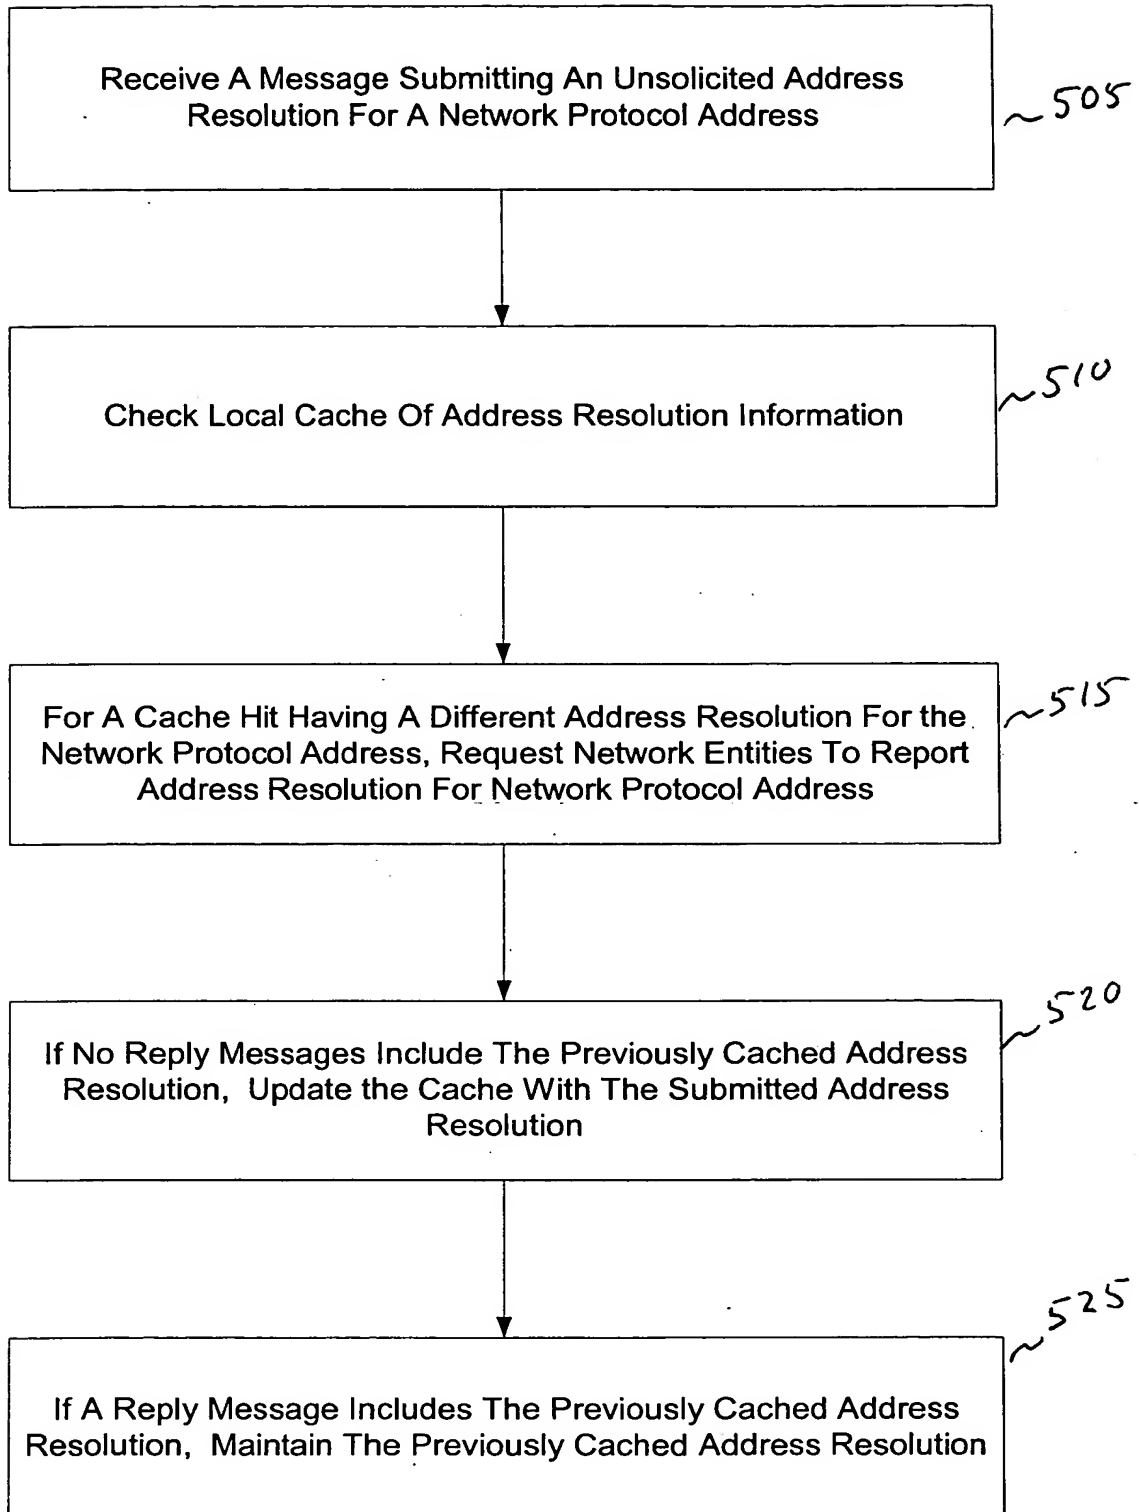 Receive A Message Submitting An Unsolicited Address
Resolution For A Network Protocol Address
505
Check Local Cache Of Address Resolution Information
510
For A Cache Hit Having A Different Address Resolution For the
Network Protocol Address, Request Network Entities To Report
Address Resolution For Network Protocol Address
515
If No Reply Messages Include The Previously Cached Address
Resolution, Update the Cache With The Submitted Address
Resolution
520
If A Reply Message Includes The Previously Cached Address
Resolution, Maintain The Previously Cached Address Resolution
525